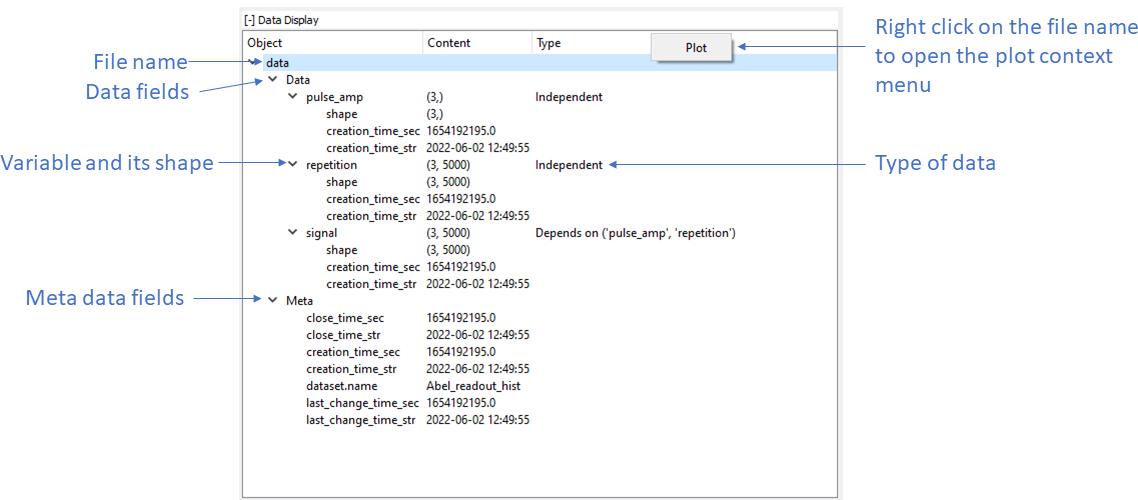 [-] Data Display
Object Content Type
Plot
Right click on the file name
to open the plot context
menu
File name
data
Data fields
Data
pulse_amp (3,) Independent
shape (3,)
creation_time_sec 1654192195.0
creation_time_str 2022-06-02 12:49:55
Variable and its shape
repetition (3, 5000) Independent
Type of data
shape (3, 5000)
creation_time_sec 1654192195.0
creation_time_str 2022-06-02 12:49:55
signal (3, 5000) Depends on ('pulse_amp', 'repetition')
shape (3, 5000)
creation_time_sec 1654192195.0
creation_time_str 2022-06-02 12:49:55
Meta data fields
Meta
close_time_sec 1654192195.0
close_time_str 2022-06-02 12:49:55
creation_time_sec 1654192195.0
creation_time_str 2022-06-02 12:49:55
dataset.name Abel_readout_hist
last_change_time_sec 1654192195.0
last_change_time_str 2022-06-02 12:49:55